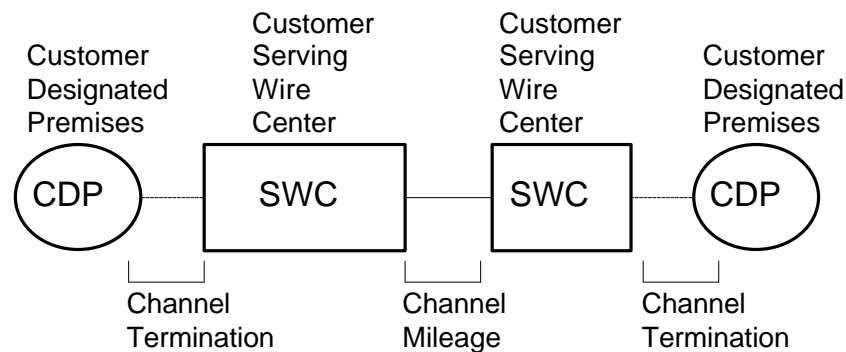 Customer
Designated
Premises
Customer
Serving
Wire
Center
Customer
Serving
Wire
Center
Customer
Designated
Premises
CDP
SWC
SWC
CDP
Channel
Termination
Channel
Mileage
Channel
Termination